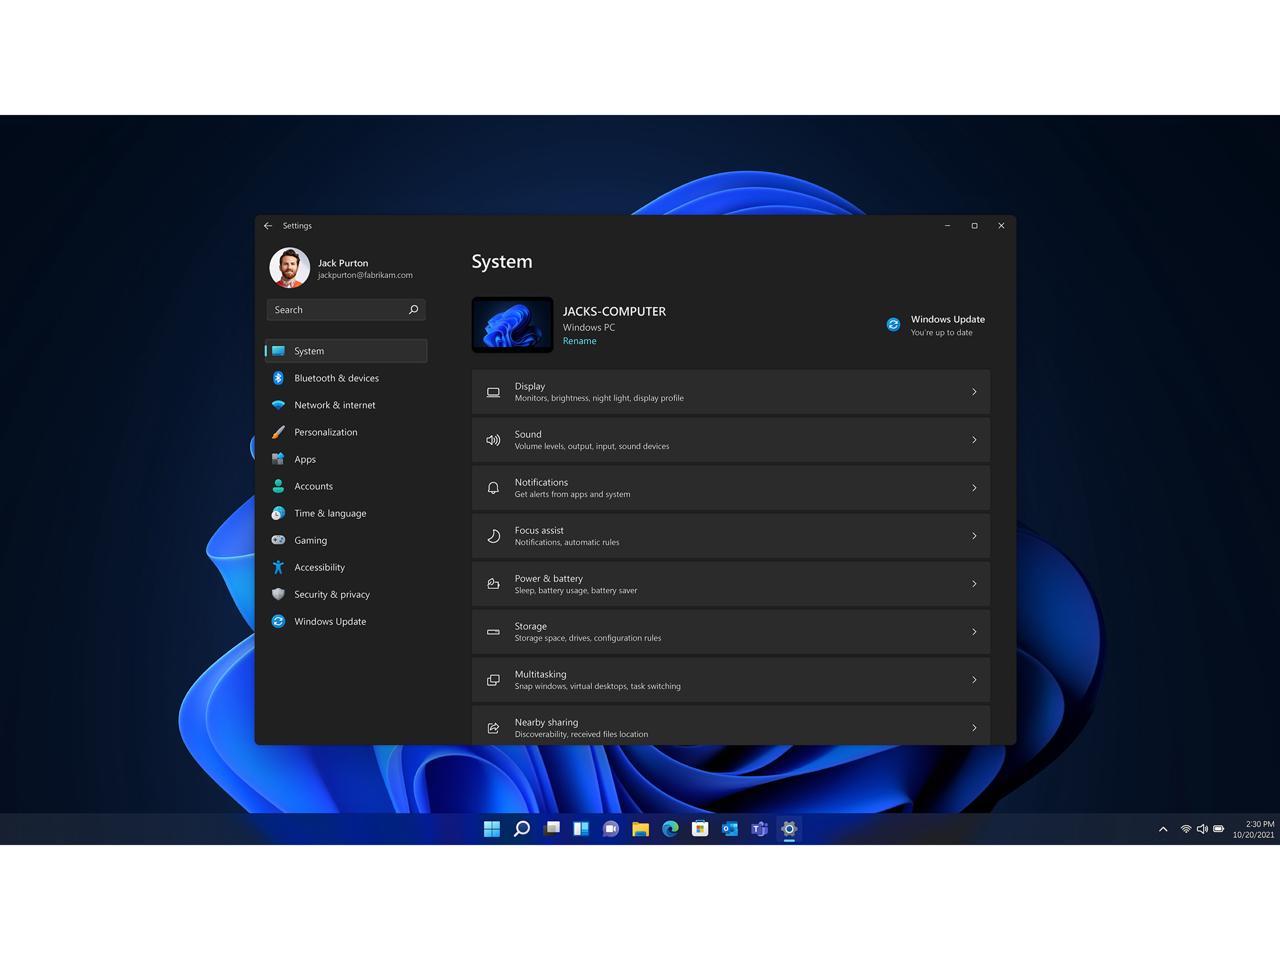 Settings
Jack Purton
jackpurton@fabrikam.com
Search
System
Bluetooth & devices
Network & internet
Personalization
Apps
Accounts
Time & language
Gaming
Accessibility
Security & privacy
Windows Update
System
JACKS-COMPUTER
Windows PC
Rename
Windows Update
You're up to date
Display
Monitors, brightness, night light, display profile
Sound
Volume levels, output, input, sound devices
Notifications
Get alerts from apps and system
Focus assist
Notifications, automatic rules
Power & battery
Sleep, battery usage, battery saver
Storage
Storage space, drives, configuration rules
Multitasking
Snap windows, virtual desktops, task switching
Nearby sharing
Discoverability, received files location
2:30 PM
10/20/2021